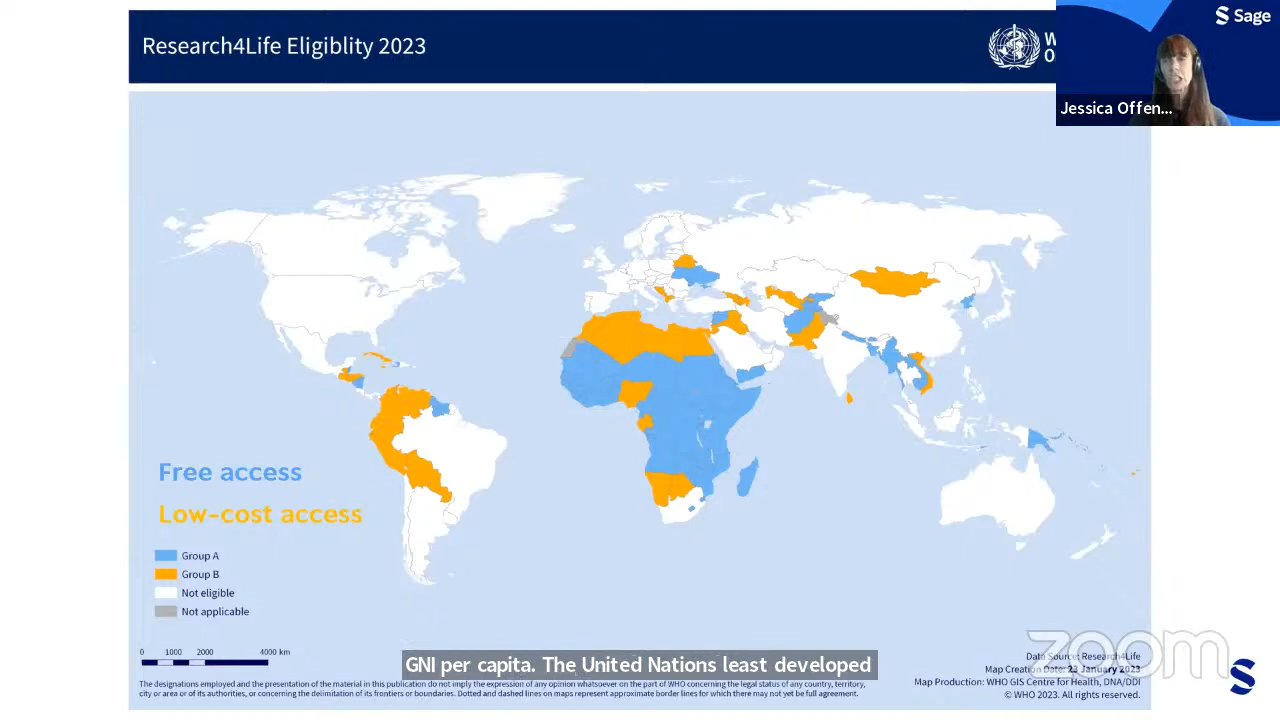 Research4Life Eligiblity 2023
Sage
Jessica Offen...
Free access
Low-cost access
Group A
Group B
Not eligible
Not applicable
0 1000 2000 4000 km
GNI per capita. The United Nations least developed
The designations employed and the presentation of the material in this publication do not imply the expression of any opinion whatsoever on the part of WHO concerning the legal status of any country, territory,
city or area or of its authorities, or concerning the delimitation of its frontiers or boundaries. Dotted and dashed lines on maps represent approximate border lines for which there may not yet be full agreement.
zoom
Data Source: Research4Life
Map Creation Date: 23 January 2023
Map Production: WHO GIS Centre for Health, DNA/DDI
© WHO 2023. All rights reserved.